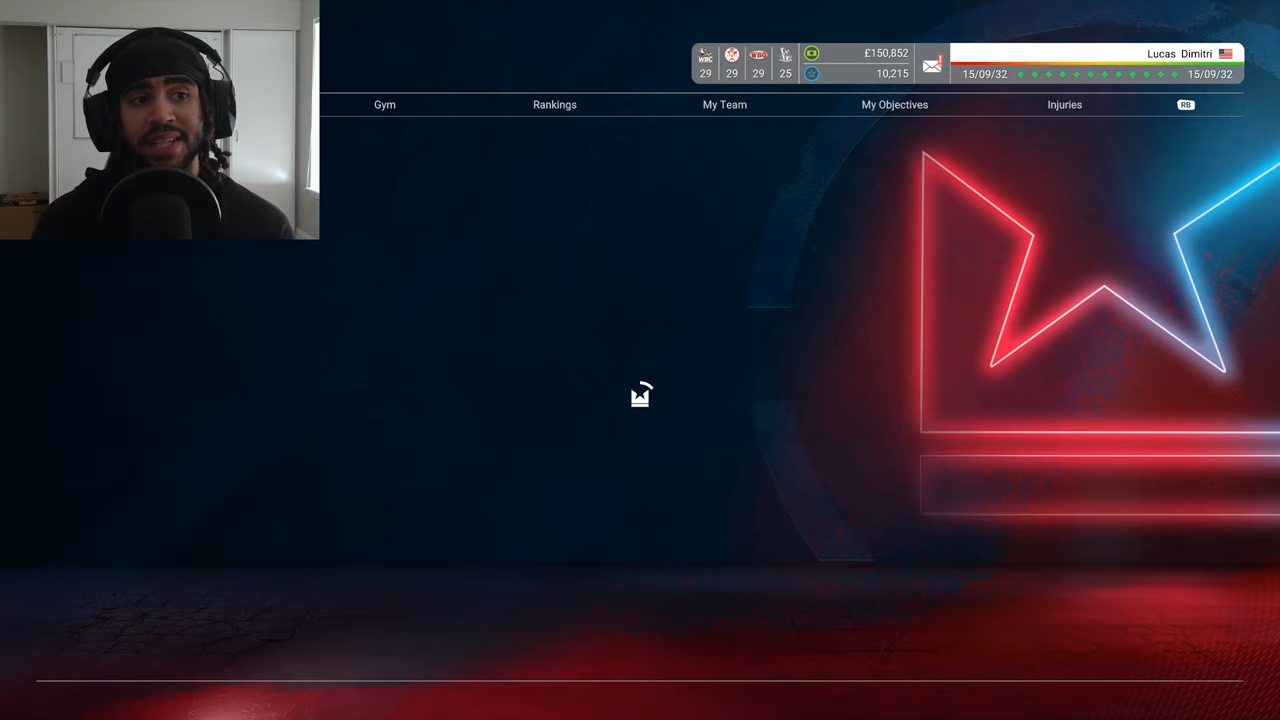 WBC
WBO
£150,852
Lucas Dimitri
29
29
29
25
10,215
15/09/32
15/09/32
Gym
Rankings
My Team
My Objectives
Injuries
RB